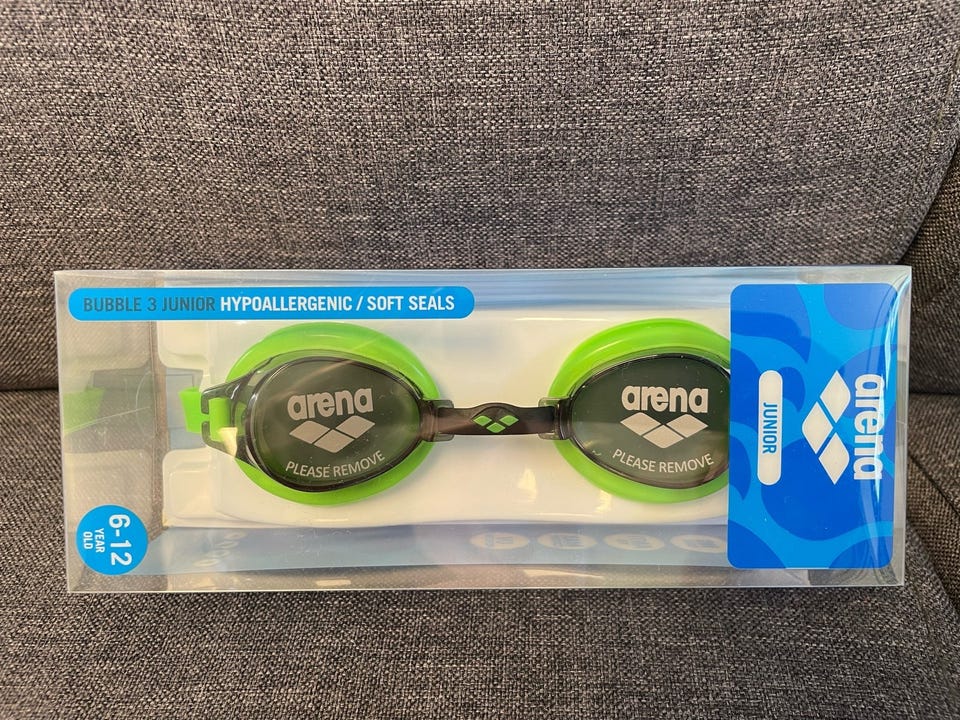 BUBBLE 3 JUNIOR HYPOALLERGENIC / SOFT SEALS
arena
PLEASE REMOVE
arena
PLEASE REMOVE
JUNIOR
arena
6-12
YEAR
OLD